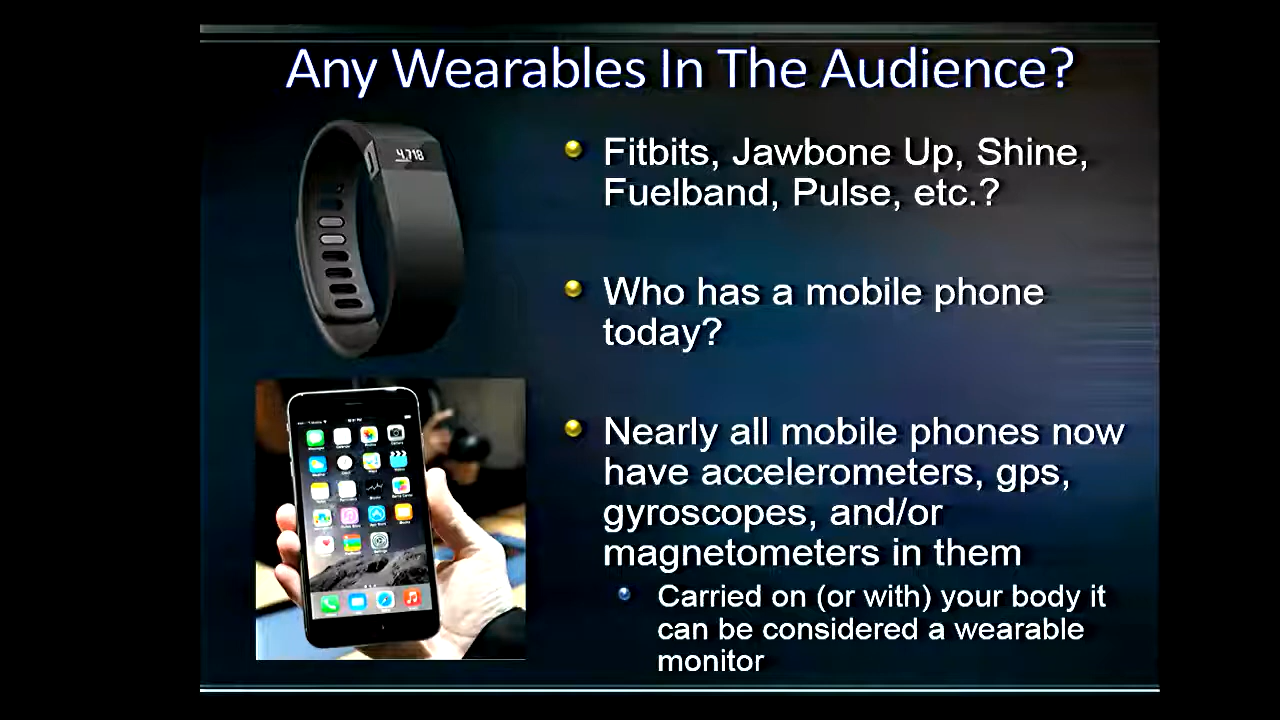 Any Wearables In The Audience?
4,718
Fitbits, Jawbone Up, Shine,
Fuelband, Pulse, etc.?
Who has a mobile phone
today?
Nearly all mobile phones now
have accelerometers, gps,
gyroscopes, and/or
magnetometers in them
Carried on (or with) your body it
can be considered a wearable
monitor